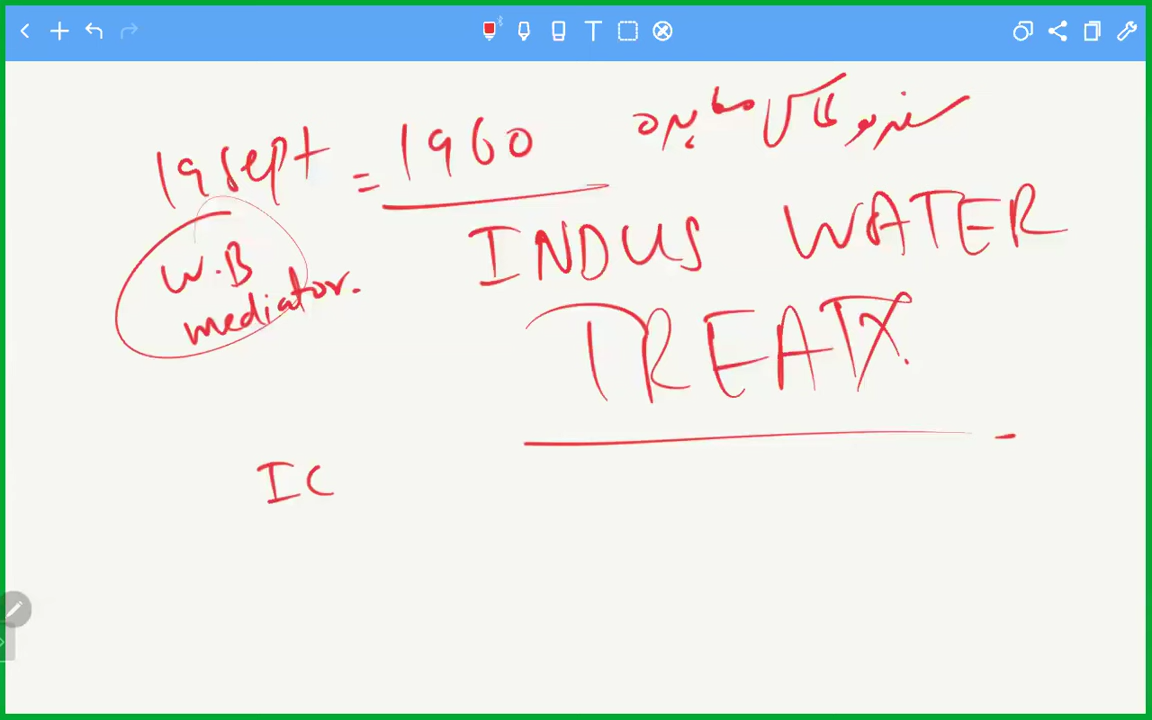 19 sept = 1960 سندھ طاس معاہدہ
INDUS WATER
TREATY.
W.B
mediator.
IC